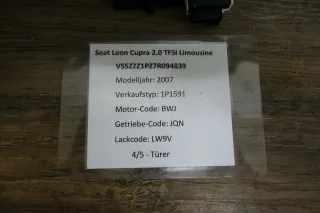 Seat Leon Cupra 2.0 TFSI Limousine
VSSZZZ1PZ7R094839
Modelljahr: 2007
Verkaufstyp: 1P1591
Motor-Code: BWJ
Getriebe-Code: JQN
Lackcode: LW9V
4/5 - Türer